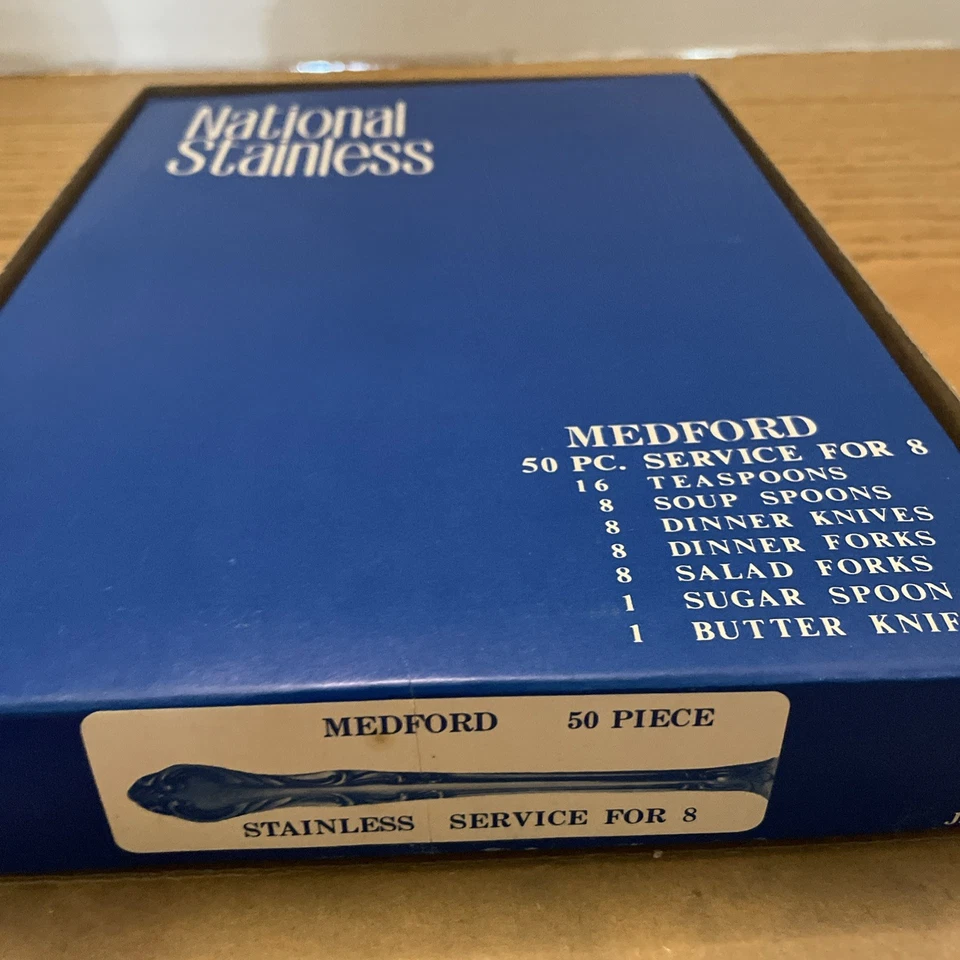 National
Stainless
MEDFORD
50 PC. SERVICE FOR 8
16 TEASPOONS
8 SOUP SPOONS
8 DINNER KNIVES
8 DINNER FORKS
8 SALAD FORKS
1 SUGAR SPOON
1 BUTTER KNIF
MEDFORD 50 PIECE
STAINLESS SERVICE FOR 8